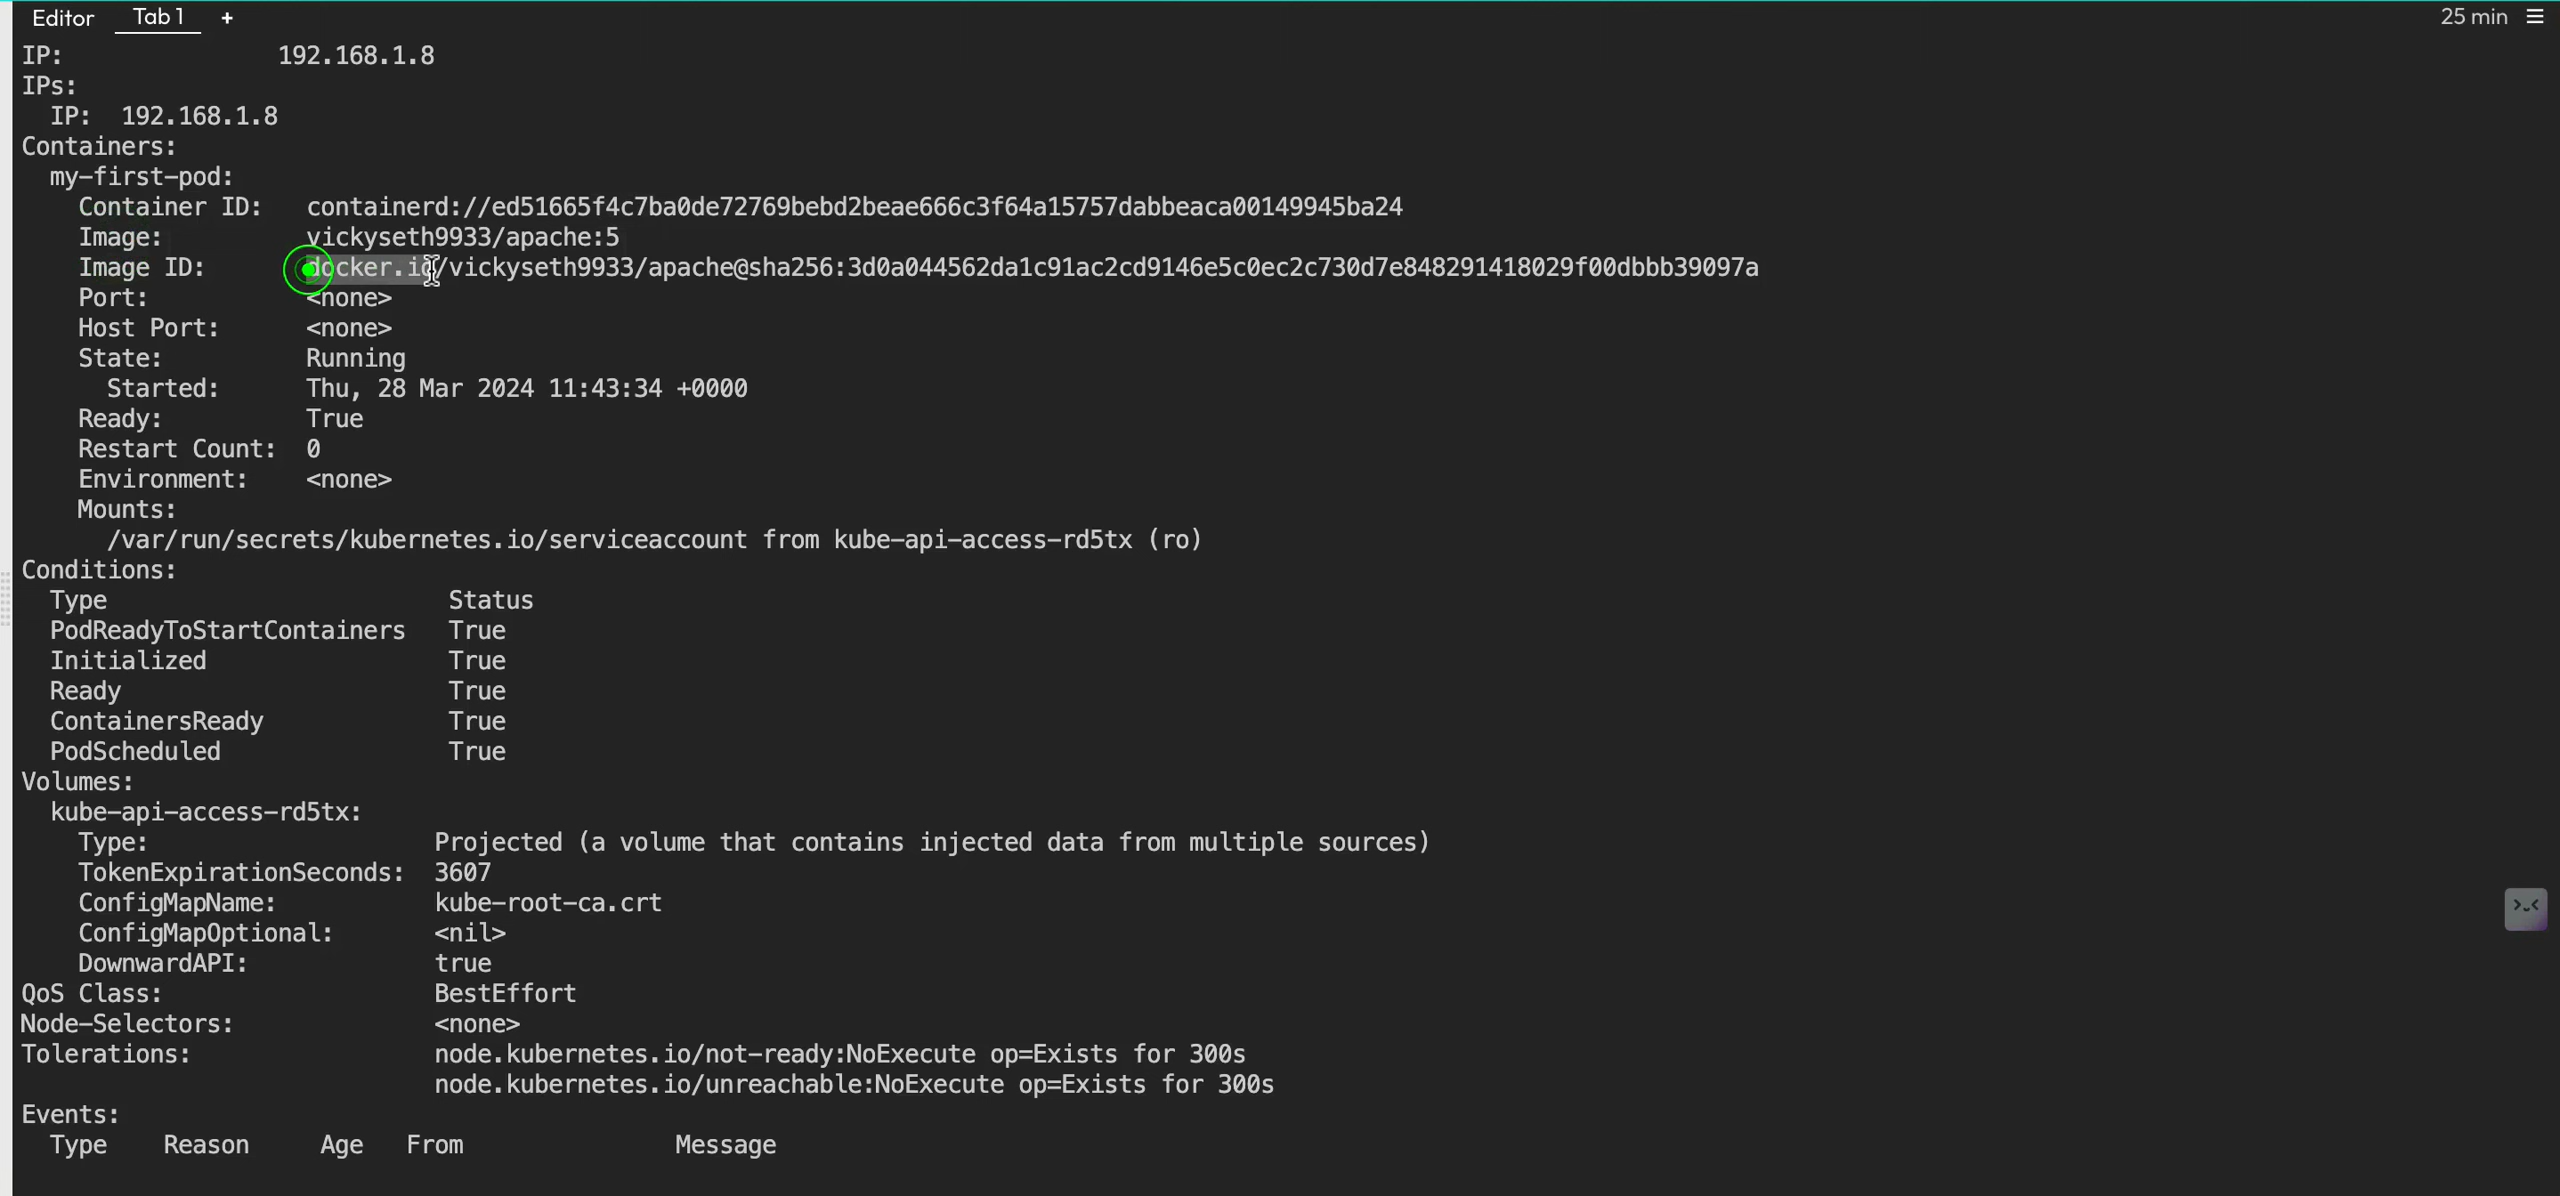 Editor Tab 1 + 25 min
IP: 192.168.1.8
IPs:
IP: 192.168.1.8
Containers:
my-first-pod:
Container ID: containerd://ed51665f4c7ba0de72769bebd2beae666c3f64a15757dabbeaca00149945ba24
Image: vickyseth9933/apache:5
Image ID: docker.io/vickyseth9933/apache@sha256:3d0a044562da1c91ac2cd9146e5c0ec2c730d7e848291418029f00dbbb39097a
Port: <none>
Host Port: <none>
State: Running
Started: Thu, 28 Mar 2024 11:43:34 +0000
Ready: True
Restart Count: 0
Environment: <none>
Mounts:
/var/run/secrets/kubernetes.io/serviceaccount from kube-api-access-rd5tx (ro)
Conditions:
Type Status
PodReadyToStartContainers True
Initialized True
Ready True
ContainersReady True
PodScheduled True
Volumes:
kube-api-access-rd5tx:
Type: Projected (a volume that contains injected data from multiple sources)
TokenExpirationSeconds: 3607
ConfigMapName: kube-root-ca.crt
ConfigMapOptional: <nil>
DownwardAPI: true
QoS Class: BestEffort
Node-Selectors: <none>
Tolerations: node.kubernetes.io/not-ready:NoExecute op=Exists for 300s
node.kubernetes.io/unreachable:NoExecute op=Exists for 300s
Events:
Type Reason Age From Message